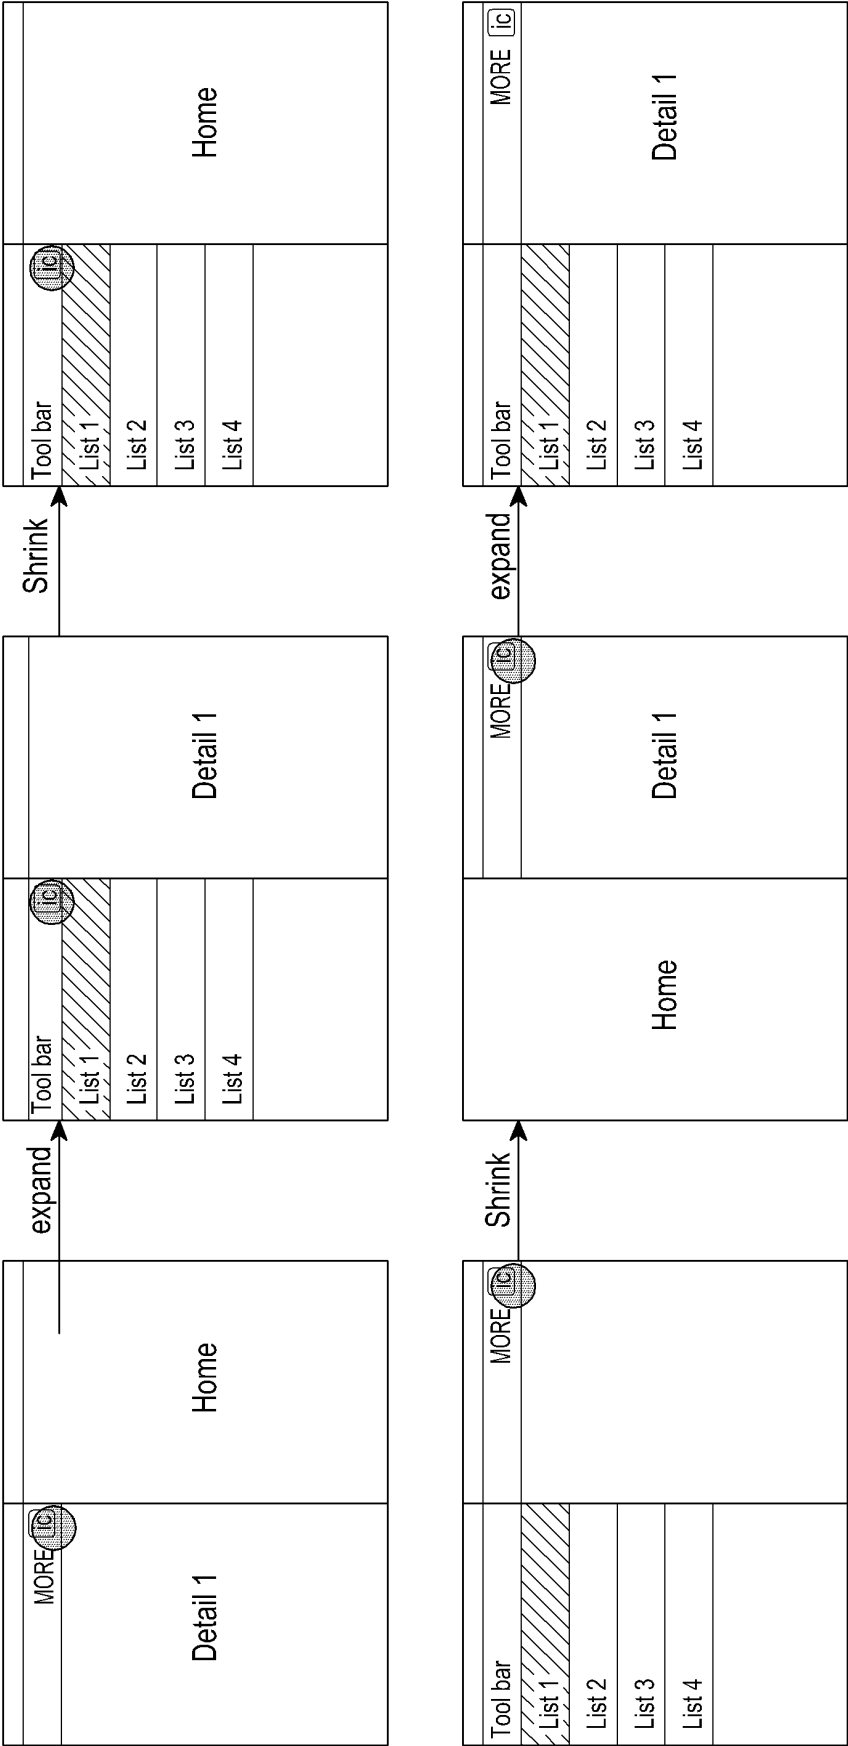 MORE ic
Detail 1
Home
expand
Tool bar ic
List 1
List 2
List 3
List 4
Detail 1
Shrink
Tool bar ic
List 1
List 2
List 3
List 4
Home
Tool bar
List 1
List 2
List 3
List 4
MORE ic
Shrink
Home
MORE ic
Detail 1
expand
Tool bar
List 1
List 2
List 3
List 4
MORE ic
Detail 1